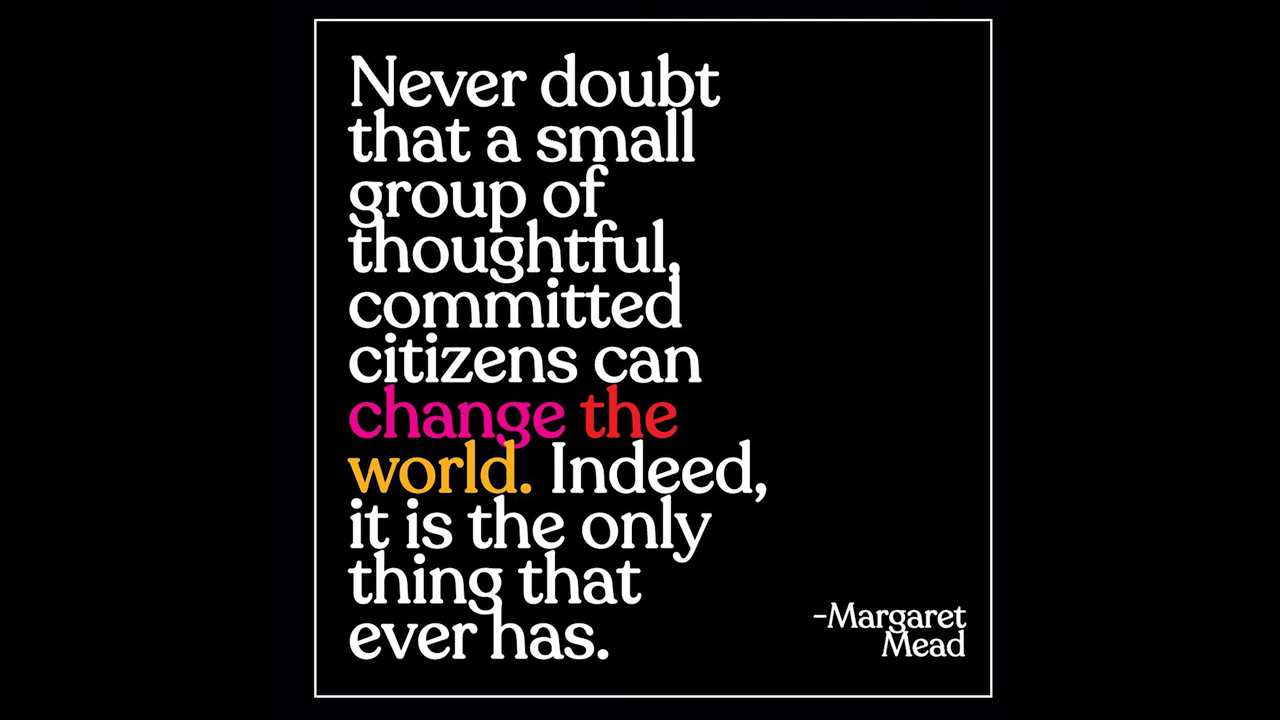 Never doubt
that a small
group of
thoughtful,
committed
citizens can
change the
world. Indeed,
it is the only
thing that
ever has.
-Margaret
Mead